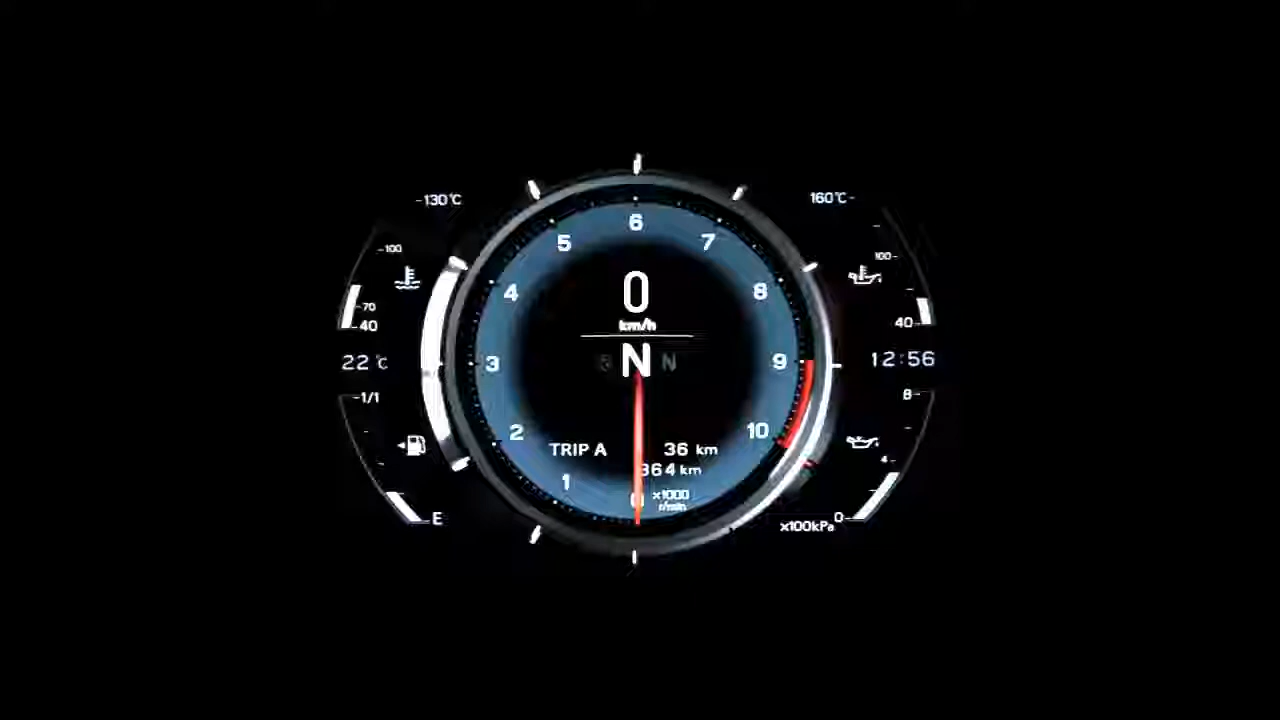 -130°C
160°C-
6
5
7
-100
100-
4
0
8
km/h
-70
-40
40-
N
N
22°C
3
9
12:56
-1/1
8-
2
10
TRIP A
36 km
4-
364 km
1
0
x1000
r/min
E
0-
x100kPa